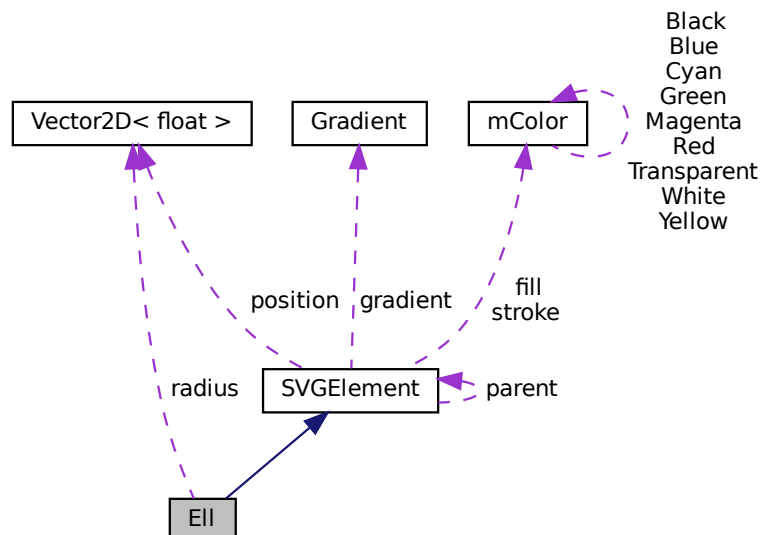 Black
Blue
Cyan
Green
Magenta
Red
Transparent
White
Yellow
Vector2D< float >
Gradient
mColor
position
gradient
fill
stroke
radius
SVGElement
parent
Ell